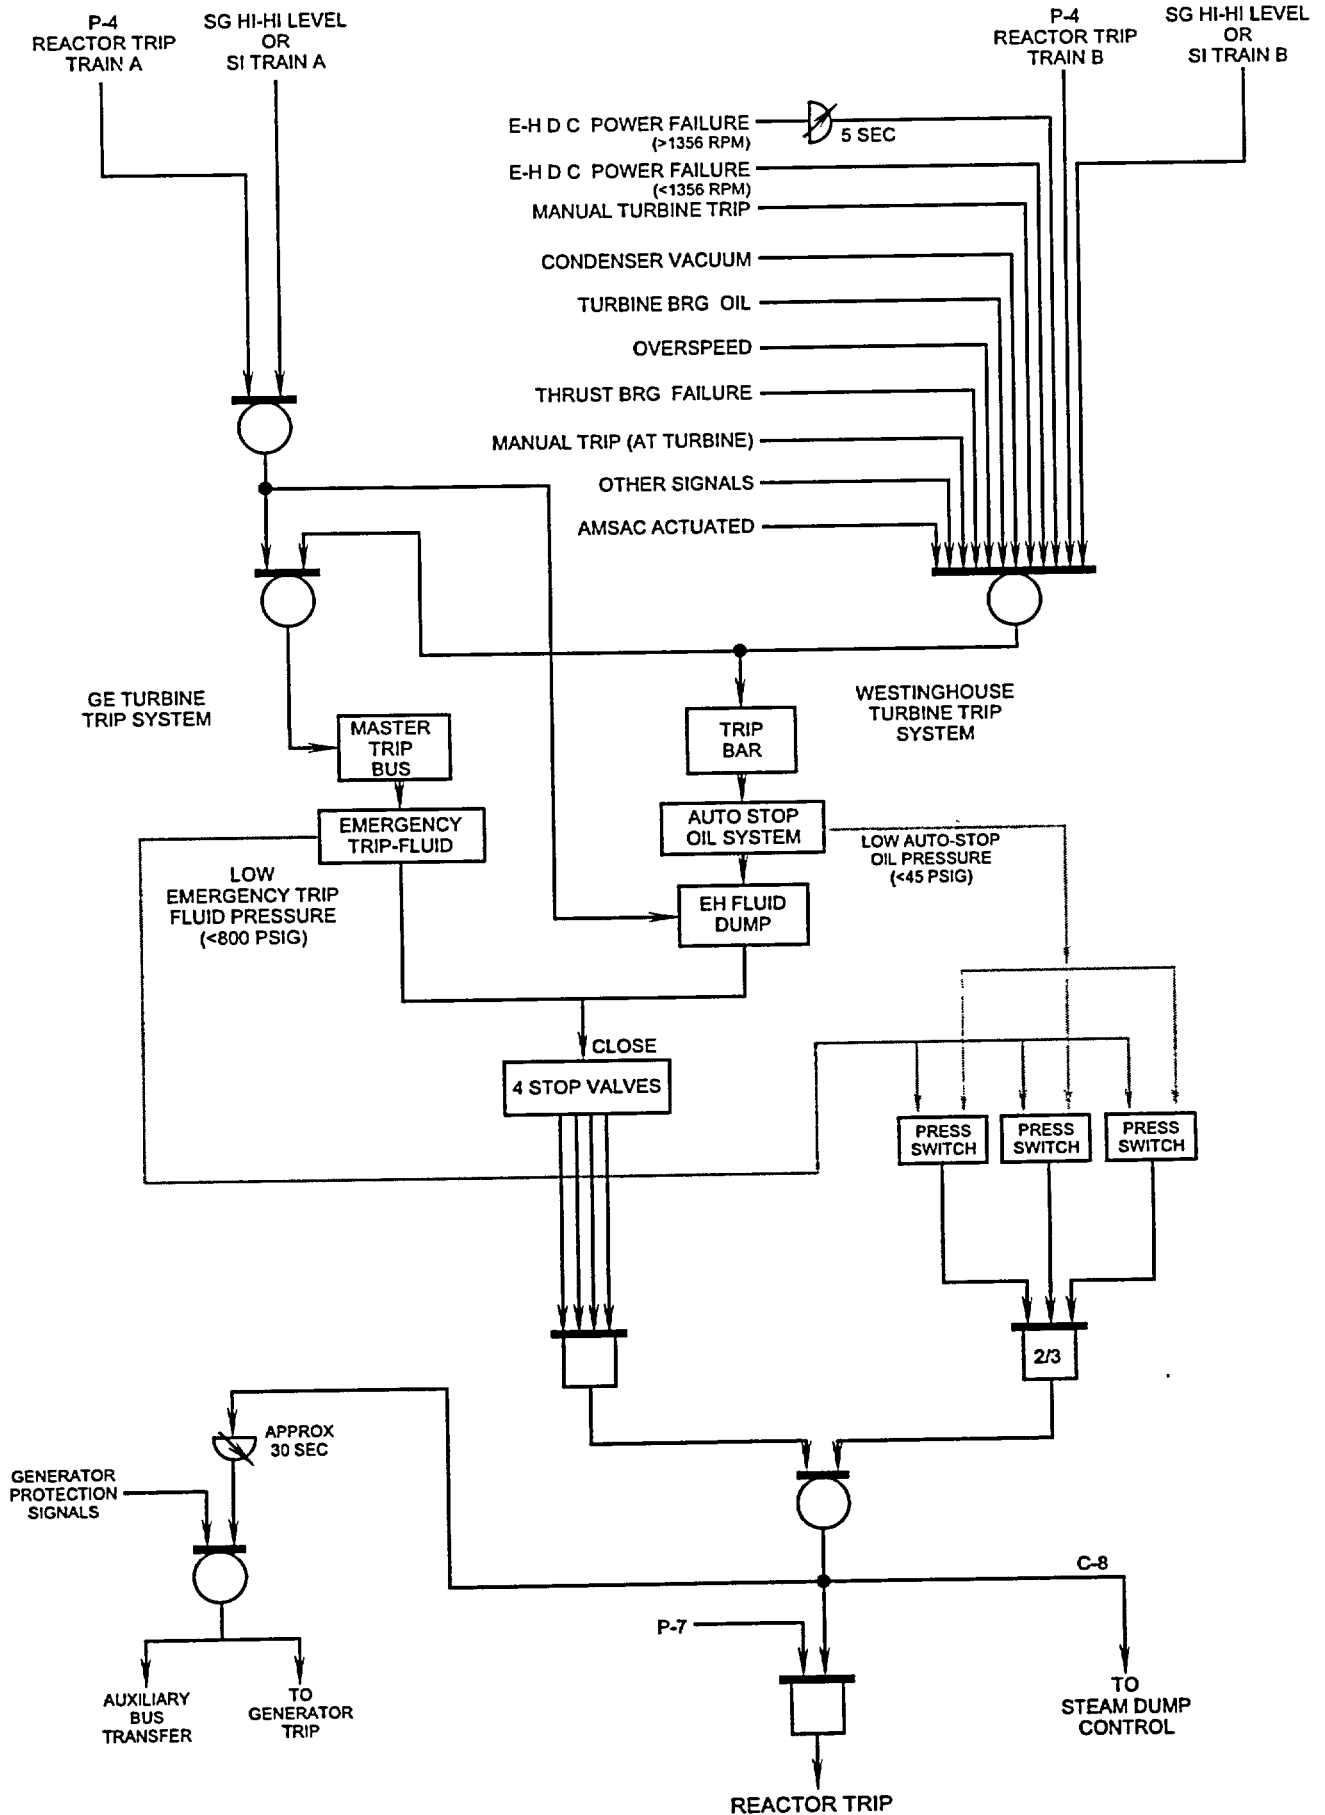 P-4
REACTOR TRIP
TRAIN A
SG HI-HI LEVEL
OR
SI TRAIN A
P-4
REACTOR TRIP
TRAIN B
SG HI-HI LEVEL
OR
SI TRAIN B
E-H D C POWER FAILURE
(>1356 RPM)
5 SEC
E-H D C POWER FAILURE
(<1356 RPM)
MANUAL TURBINE TRIP
CONDENSER VACUUM
TURBINE BRG OIL
OVERSPEED
THRUST BRG FAILURE
MANUAL TRIP (AT TURBINE)
OTHER SIGNALS
AMSAC ACTUATED
GE TURBINE
TRIP SYSTEM
WESTINGHOUSE
TURBINE TRIP
SYSTEM
MASTER
TRIP
BUS
TRIP
BAR
EMERGENCY
TRIP-FLUID
AUTO STOP
OIL SYSTEM
LOW AUTO-STOP
OIL PRESSURE
(<45 PSIG)
LOW
EMERGENCY TRIP
FLUID PRESSURE
(<800 PSIG)
EH FLUID
DUMP
CLOSE
4 STOP VALVES
PRESS
SWITCH
PRESS
SWITCH
PRESS
SWITCH
2/3
APPROX
30 SEC
GENERATOR
PROTECTION
SIGNALS
C-8
P-7
AUXILIARY
BUS
TRANSFER
TO
GENERATOR
TRIP
TO
STEAM DUMP
CONTROL
REACTOR TRIP